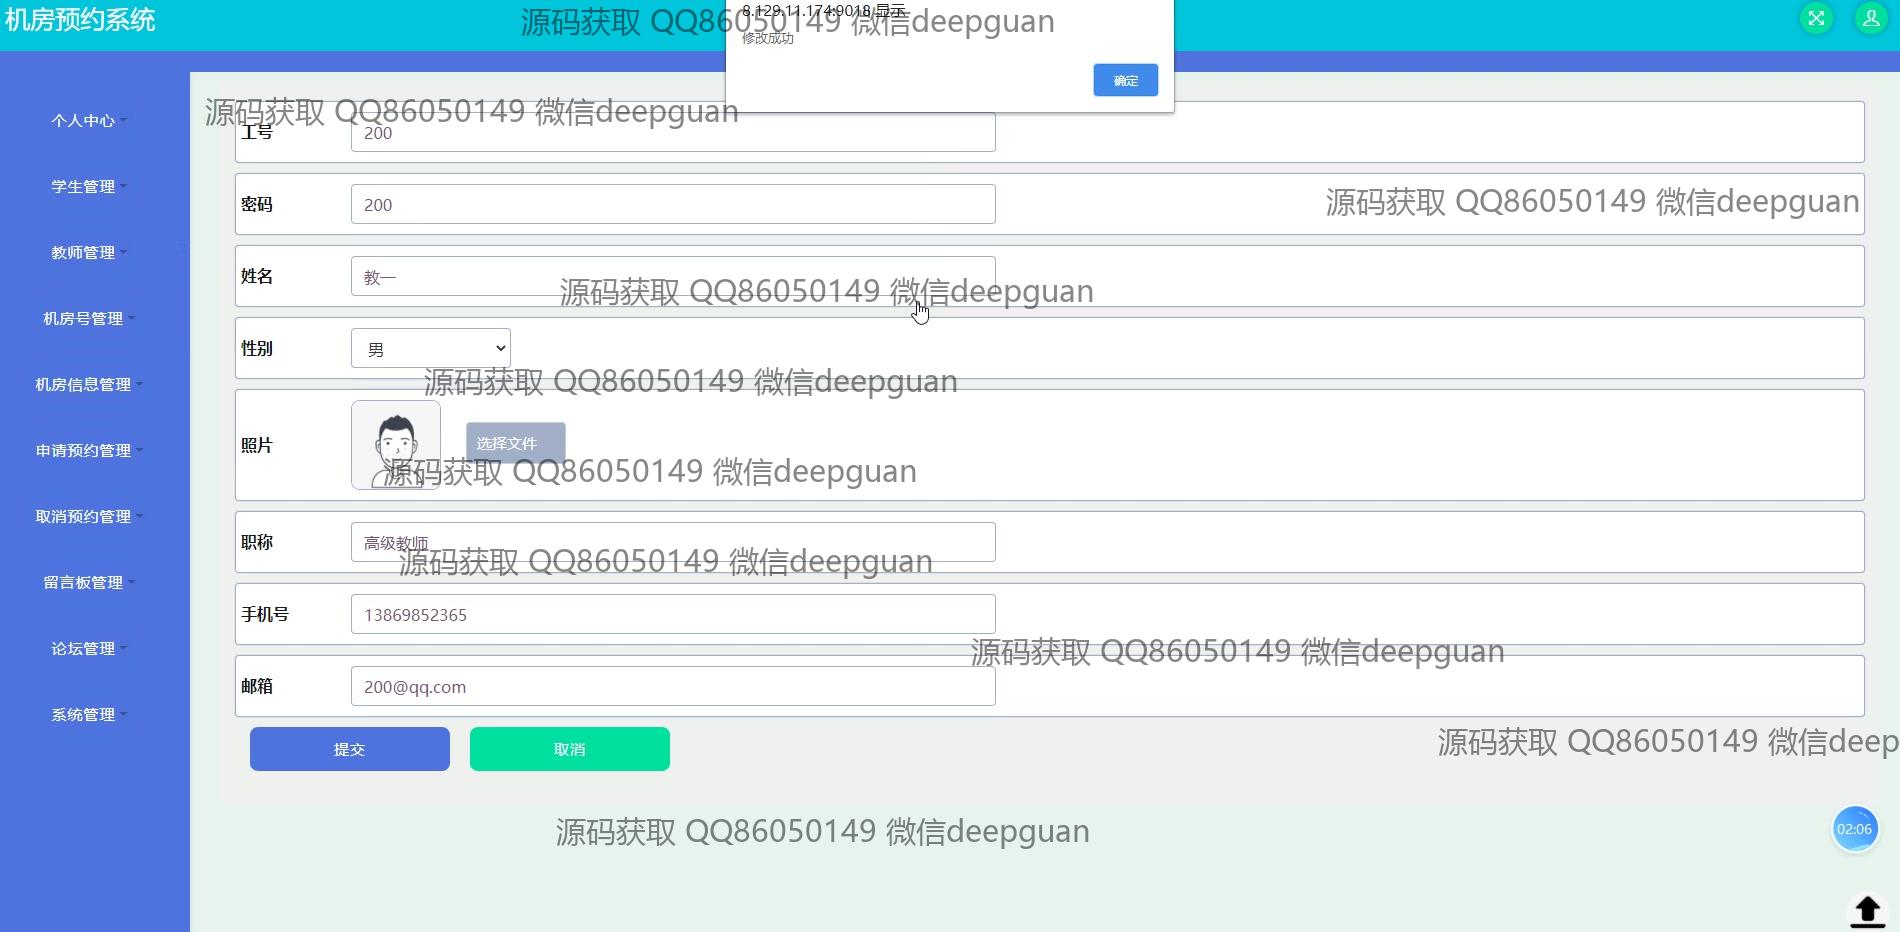 机房预约系统
源码获取 QQ86050149 微信deepguan
8.129.11.174:9018 显示
修改成功
确定
源码获取 QQ86050149 微信deepguan
个人中心
学生管理
教师管理
机房号管理
机房信息管理
申请预约管理
取消预约管理
留言板管理
论坛管理
系统管理
工号 200
密码 200
源码获取 QQ86050149 微信deepguan
姓名 教一
源码获取 QQ86050149 微信deepguan
性别 男
源码获取 QQ86050149 微信deepguan
照片 选择文件
源码获取 QQ86050149 微信deepguan
职称 高级教师
源码获取 QQ86050149 微信deepguan
手机号 13869852365
源码获取 QQ86050149 微信deepguan
邮箱 200@qq.com
提交 取消
源码获取 QQ86050149 微信deep
源码获取 QQ86050149 微信deepguan
02:06